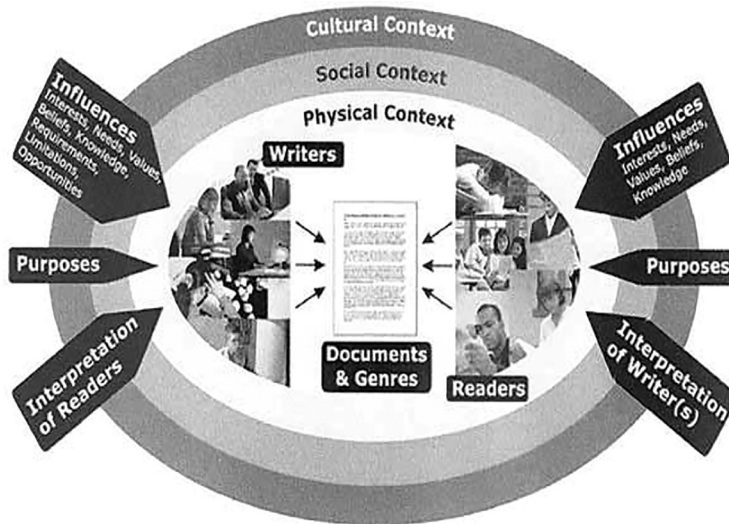 Cultural Context
Social Context
Physical Context
Influences
Interests, Needs, Values,
Beliefs, Knowledge,
Requirements,
Limitations,
Opportunities
Purposes
Interpretation
of Readers
Writers
Documents
& Genres
Readers
Influences
Interests, Needs,
Values, Beliefs,
Knowledge
Purposes
Interpretation
of Writer(s)